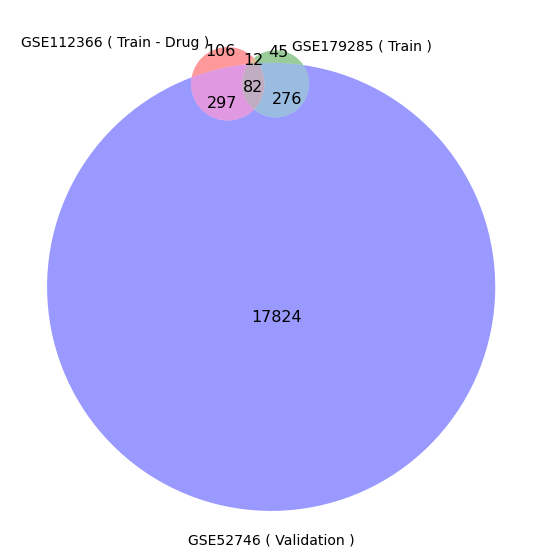 GSE112366 ( Train - Drug )
106
12
45
GSE179285 ( Train )
297
82
276
17824
GSE52746 ( Validation )